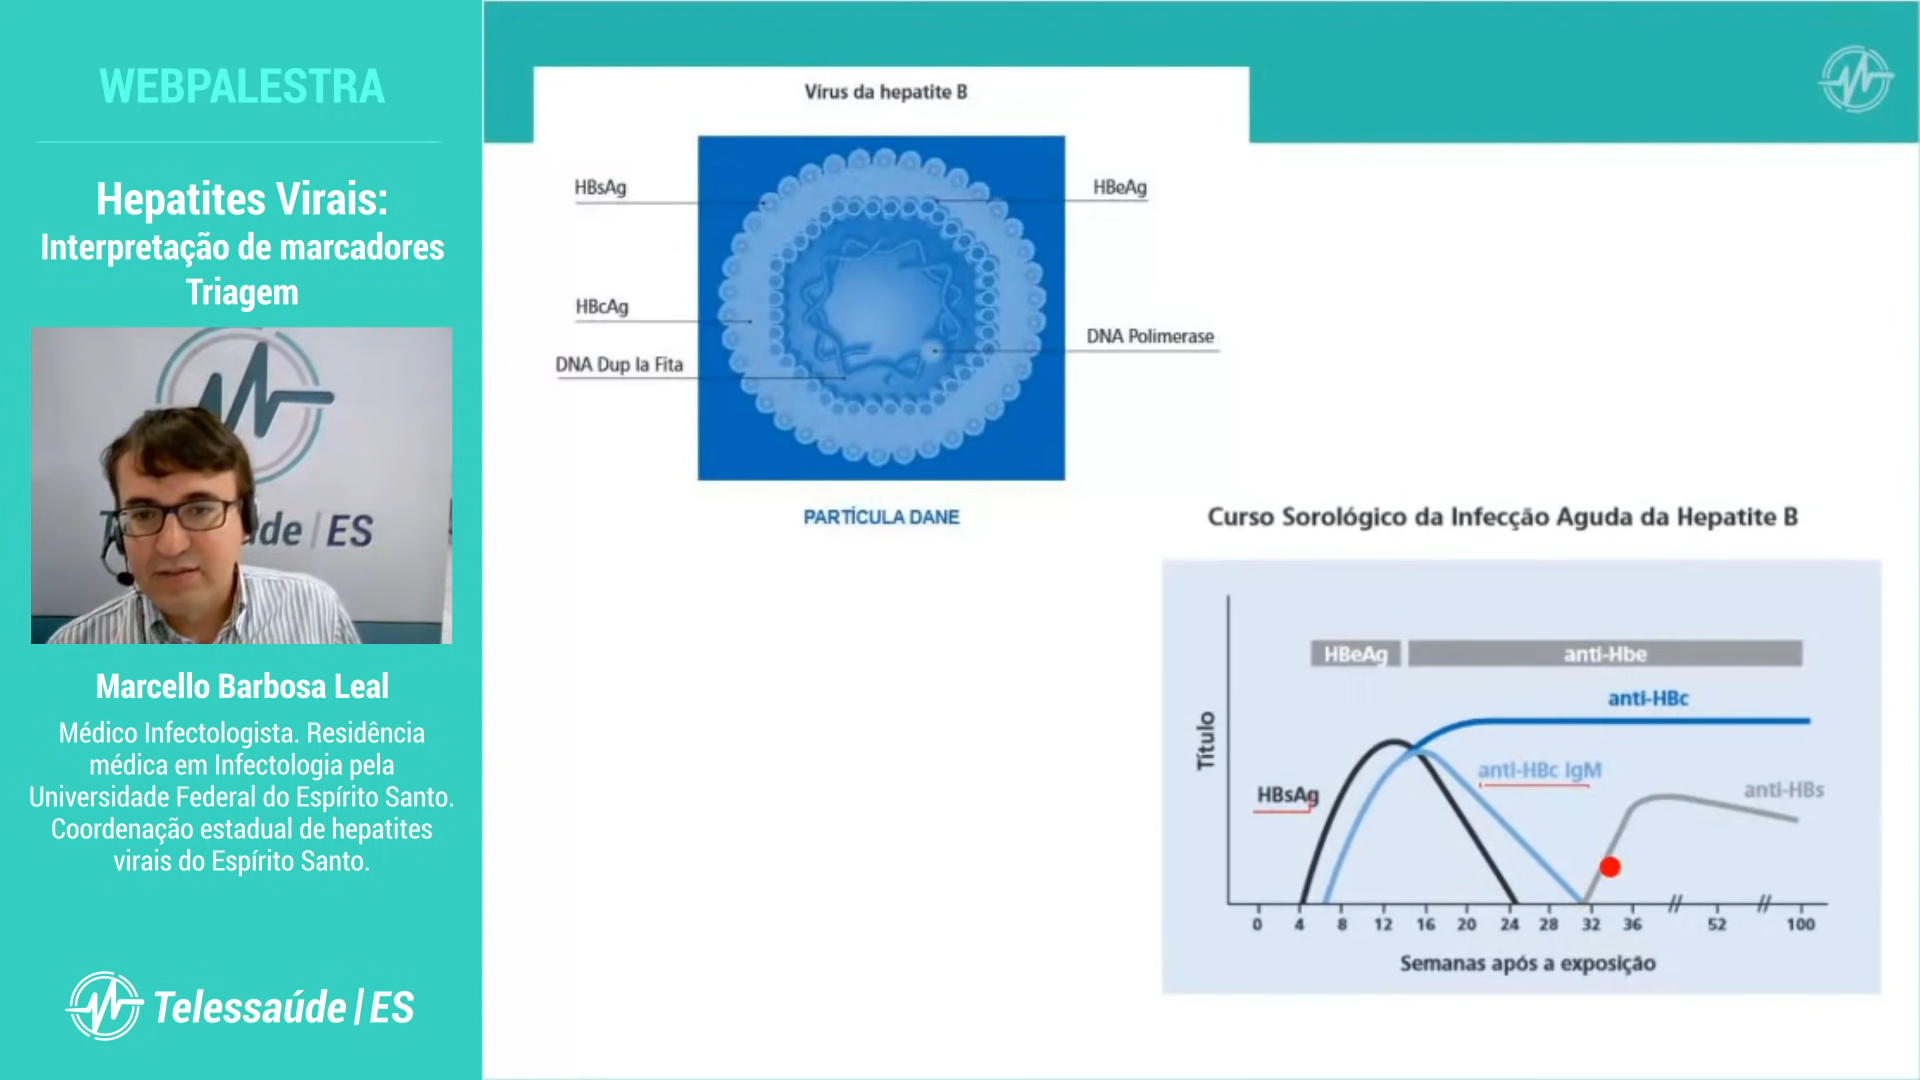 WEBPALESTRA
Hepatites Virais:
Interpretação de marcadores
Triagem
Marcello Barbosa Leal
Médico Infectologista. Residência
médica em Infectologia pela
Universidade Federal do Espírito Santo.
Coordenação estadual de hepatites
virais do Espírito Santo.
Telessaúde|ES
Vírus da hepatite B
HBsAg
HBeAg
HBcAg
DNA Polimerase
DNA Dup la Fita
PARTÍCULA DANE
Curso Sorológico da Infecção Aguda da Hepatite B
HBeAg
anti-Hbe
anti-HBc
Título
anti-HBc IgM
HBsAg
anti-HBs
0 4 8 12 16 20 24 28 32 36 52 100
Semanas após a exposição